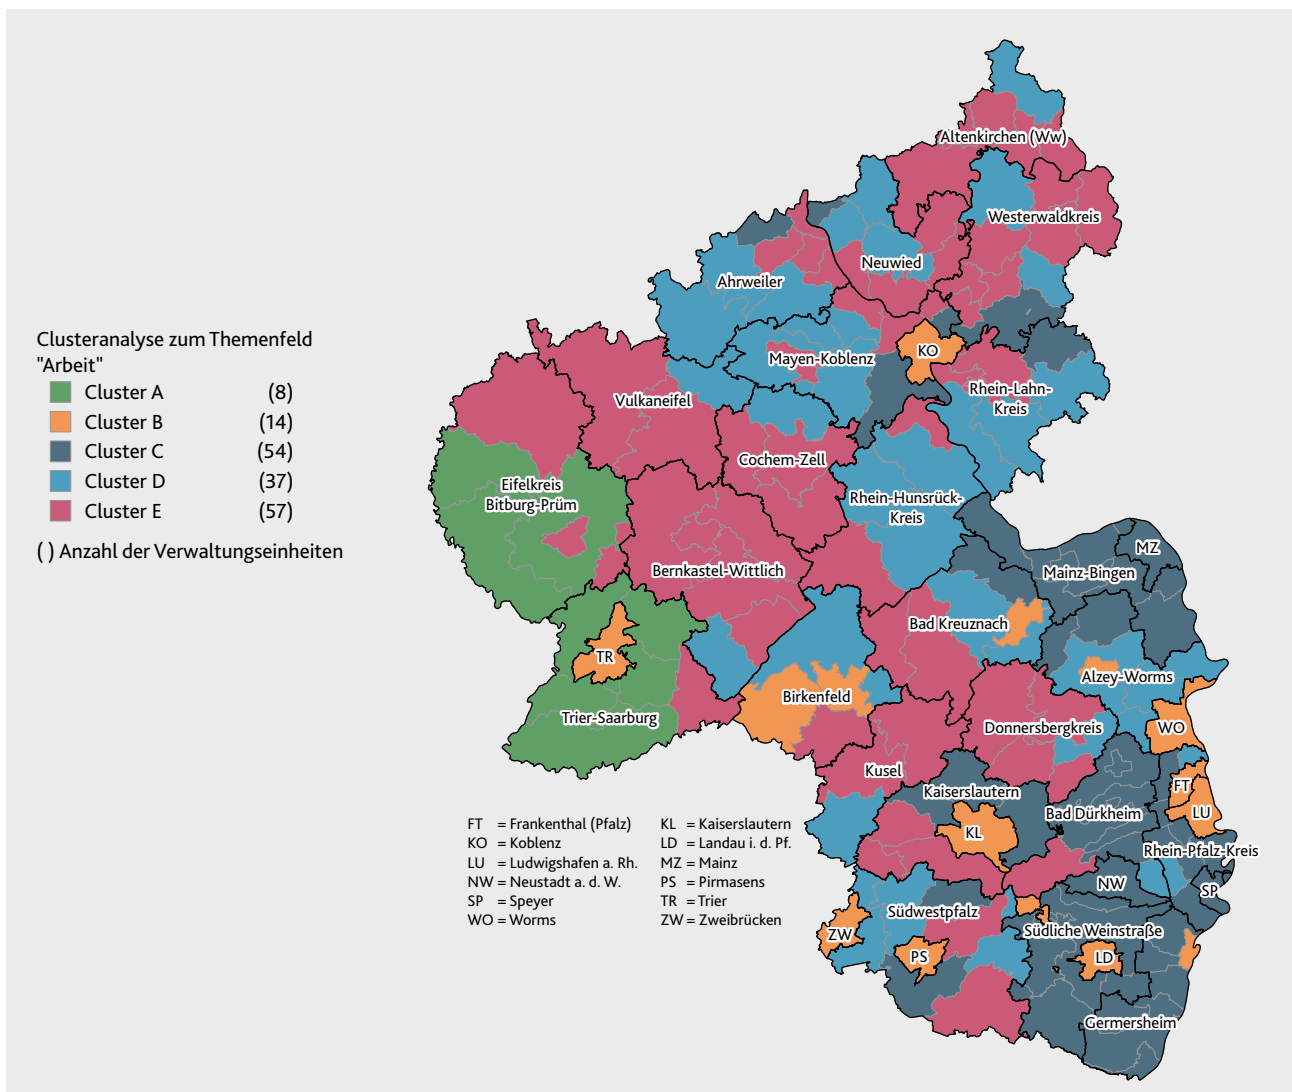 Clusteranalyse zum Themenfeld
"Arbeit"
Cluster A (8)
Cluster B (14)
Cluster C (54)
Cluster D (37)
Cluster E (57)
( ) Anzahl der Verwaltungseinheiten
Altenkirchen (Ww)
Westerwaldkreis
Neuwied
Ahrweiler
KO
Mayen-Koblenz
Rhein-Lahn-
Kreis
Vulkaneifel
Cochem-Zell
Eifelkreis
Bitburg-Prüm
Rhein-Hunsrück-
Kreis
MZ
Mainz-Bingen
Bernkastel-Wittlich
Bad Kreuznach
TR
Alzey-Worms
Birkenfeld
Trier-Saarburg
Donnersbergkreis
WO
Kusel
FT
Kaiserslautern
LU
Bad Dürkheim
KL
Rhein-Pfalz-Kreis
NW
SP
Südwestpfalz
Südliche Weinstraße
ZW
PS
LD
Germersheim
FT = Frankenthal (Pfalz)
KO = Koblenz
LU = Ludwigshafen a. Rh.
NW = Neustadt a. d. W.
SP = Speyer
WO = Worms
KL = Kaiserslautern
LD = Landau i. d. Pf.
MZ = Mainz
PS = Pirmasens
TR = Trier
ZW = Zweibrücken